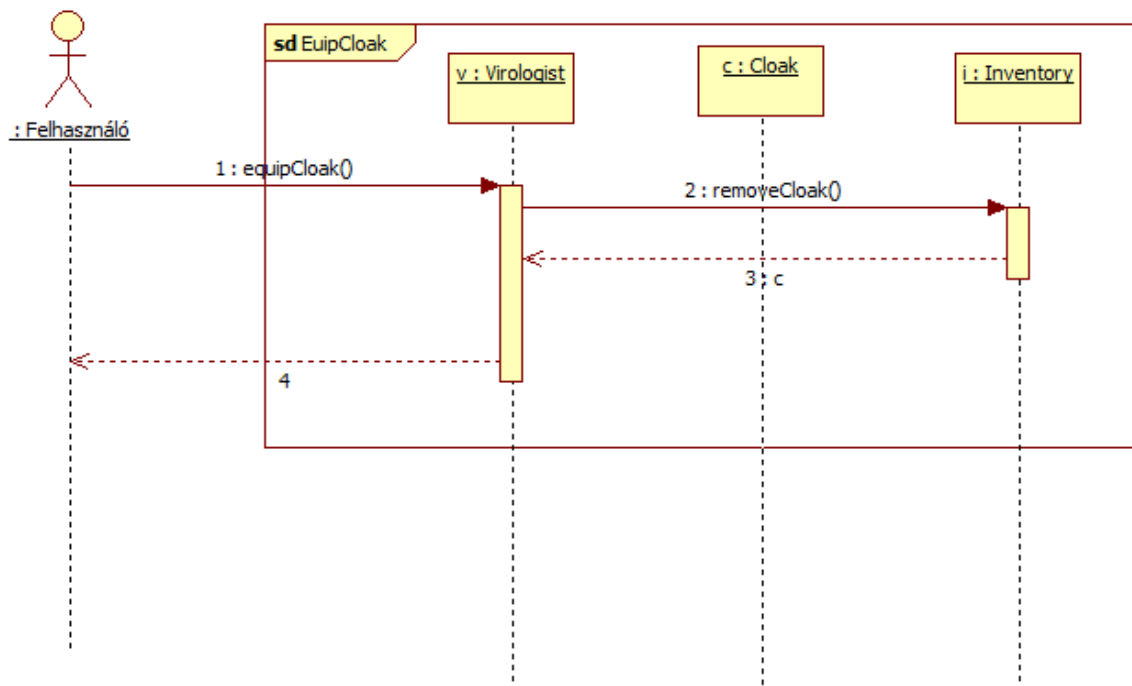 sd EuipCloak
v : Virologist
c : Cloak
i : Inventory
: Felhasználó
1 : equipCloak()
2 : removeCloak()
3 : c
4